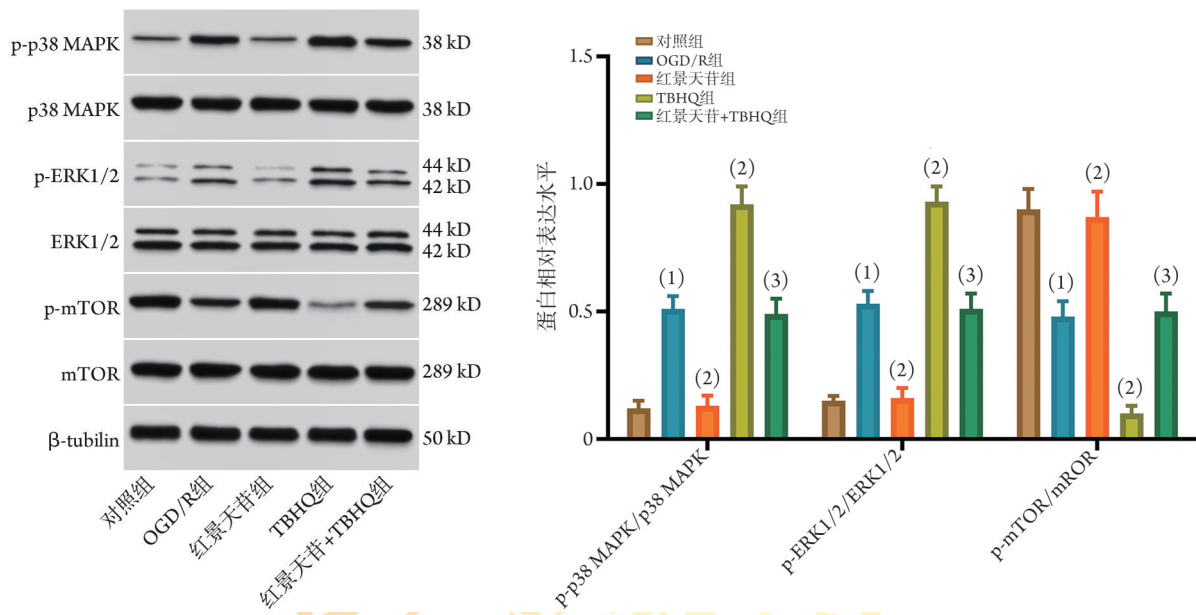 p-p38 MAPK
38 kD
p38 MAPK
38 kD
p-ERK1/2
44 kD
42 kD
ERK1/2
44 kD
42 kD
p-mTOR
289 kD
mTOR
289 kD
β-tubilin
50 kD
对照组
OGD/R组
红景天苷组
TBHQ组
红景天苷+TBHQ组
对照组
OGD/R组
红景天苷组
TBHQ组
红景天苷+TBHQ组
蛋白相对表达水平
1.5
1.0
0.5
0
(1)
(2)
(2)
(3)
(1)
(2)
(2)
(3)
(1)
(2)
(2)
(3)
p-p38 MAPK/p38 MAPK
p-ERK1/2/ERK1/2
p-mTOR/mROR